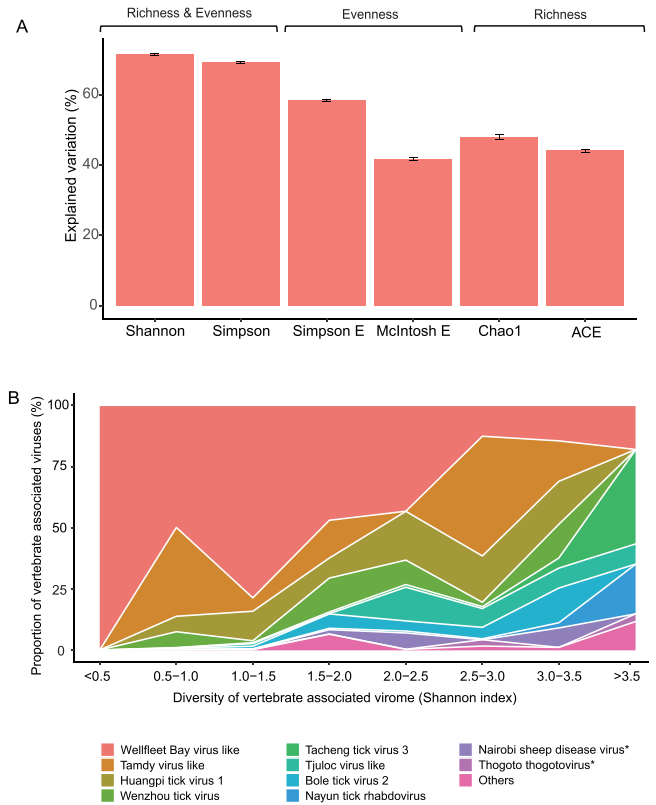 Richness & Evenness
Evenness
Richness
A
Explained variation (%)
60
40
20
0
Shannon
Simpson
Simpson E
McIntosh E
Chao1
ACE
B
Proportion of vertebrate associated viruses (%)
100
75
50
25
0
<0.5
0.5−1.0
1.0−1.5
1.5−2.0
2.0−2.5
2.5−3.0
3.0−3.5
>3.5
Diversity of vertebrate associated virome (Shannon index)
Wellfleet Bay virus like
Tamdy virus like
Huangpi tick virus 1
Wenzhou tick virus
Tacheng tick virus 3
Tjuloc virus like
Bole tick virus 2
Nayun tick rhabdovirus
Nairobi sheep disease virus*
Thogoto thogotovirus*
Others